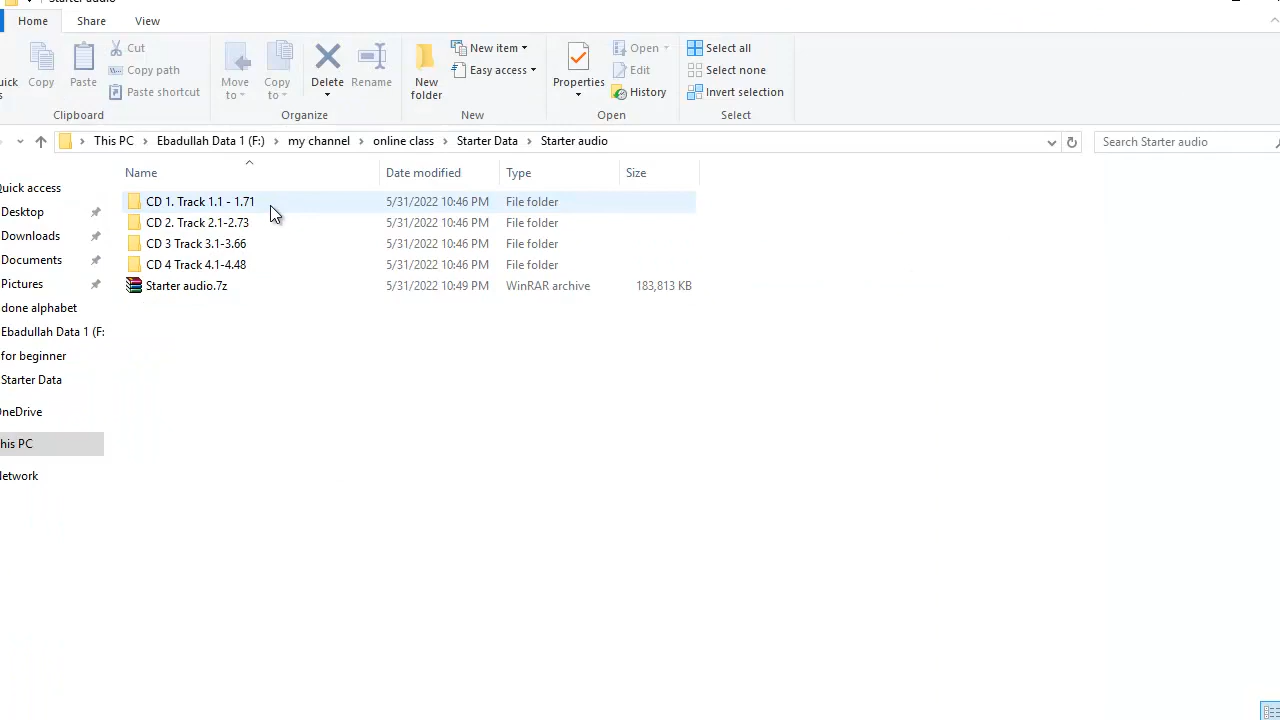 Starter audio
Home Share View
Copy Paste Cut Copy path Paste shortcut
Clipboard
Move to Copy to Delete Rename
Organize
New folder New item Easy access
New
Properties Open Edit History
Open
Select all Select none Invert selection
Select
This PC > Ebadullah Data 1 (F:) > my channel > online class > Starter Data > Starter audio
Search Starter audio
Name Date modified Type Size
CD 1. Track 1.1 - 1.71 5/31/2022 10:46 PM File folder
CD 2. Track 2.1-2.73 5/31/2022 10:46 PM File folder
CD 3 Track 3.1-3.66 5/31/2022 10:46 PM File folder
CD 4 Track 4.1-4.48 5/31/2022 10:46 PM File folder
Starter audio.7z 5/31/2022 10:49 PM WinRAR archive 183,813 KB
uick access
Desktop
Downloads
Documents
Pictures
done alphabet
Ebadullah Data 1 (F:
for beginner
Starter Data
OneDrive
his PC
Network